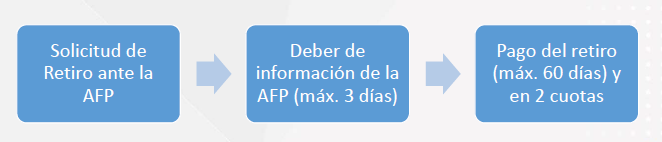 Solicitud de
Retiro ante la
AFP
Deber de
información de la
AFP (máx. 3 días)
Pago del retiro
(máx. 60 días) y
en 2 cuotas